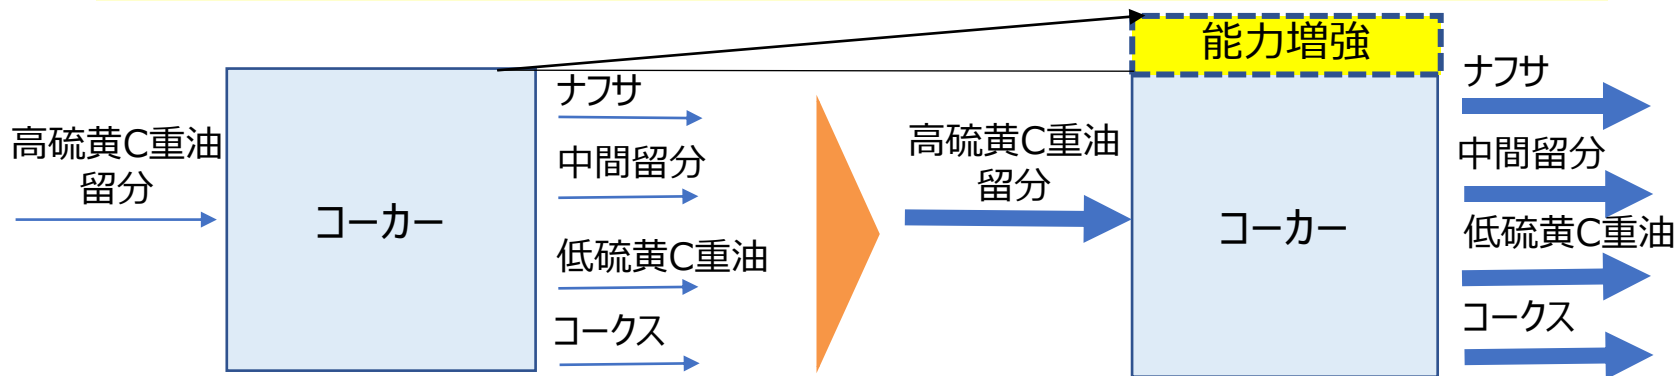 高硫黄C重油
留分
コーカー
ナフサ
中間留分
低硫黄C重油
コークス
高硫黄C重油
留分
能力増強
コーカー
ナフサ
中間留分
低硫黄C重油
コークス